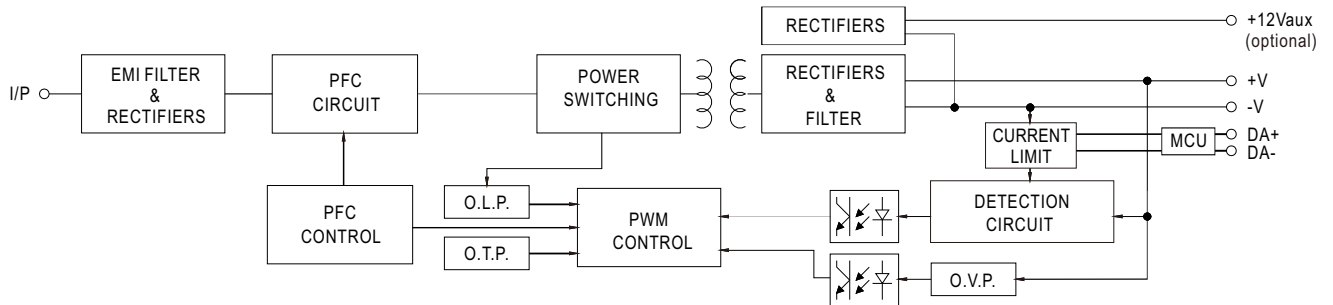 I/P
EMI FILTER
&
RECTIFIERS
PFC
CIRCUIT
POWER
SWITCHING
RECTIFIERS
RECTIFIERS
&
FILTER
+12Vaux
(optional)
+V
-V
CURRENT
LIMIT
MCU
DA+
DA-
PFC
CONTROL
O.L.P.
O.T.P.
PWM
CONTROL
DETECTION
CIRCUIT
O.V.P.